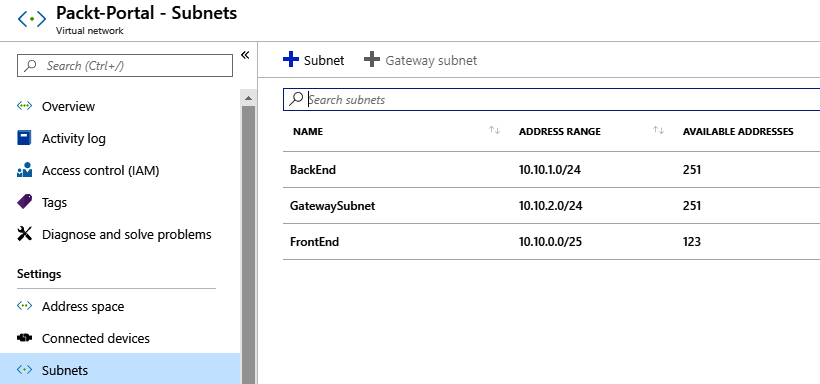 Packt-Portal - Subnets
Virtual network
Search (Ctrl+/)
«
Overview
Activity log
Access control (IAM)
Tags
Diagnose and solve problems
Settings
Address space
Connected devices
Subnets
+ Subnet + Gateway subnet
Search subnets
NAME ↑↓ ADDRESS RANGE ↑↓ AVAILABLE ADDRESSES
BackEnd 10.10.1.0/24 251
GatewaySubnet 10.10.2.0/24 251
FrontEnd 10.10.0.0/25 123